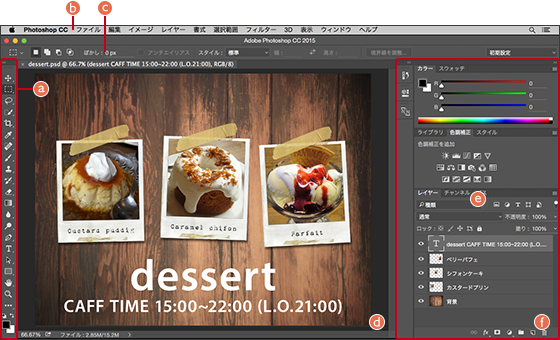 b c
Photoshop CC ファイル 編集 イメージ レイヤー 書式 選択範囲 フィルター 3D 表示 ウィンドウ ヘルプ
Adobe Photoshop CC 2015
ぼかし: 0 px アンチエイリアス スタイル: 標準 幅: 高さ: 境界線を調整... 初期設定
× dessert.psd @ 66.7% (dessert CAFF TIME 15:00~22:00 (L.O.21:00), RGB/8)
カラー スウォッチ
a
R 0
G 0
B 0
ライブラリ 色調補正 スタイル
色調補正を追加
レイヤー チャンネル
e
種類
通常 不透明度: 100%
ロック: 塗り: 100%
T dessert CAFF TIME 15:00~22:00 (L.O....
ベリーパフェ
シフォンケーキ
カスタードプリン
背景
Custard puddig
Caramel chifon
Parfait
dessert
CAFF TIME 15:00~22:00 (L.O.21:00)
d
f
66.67% ファイル: 2.85M/15.2M
fx